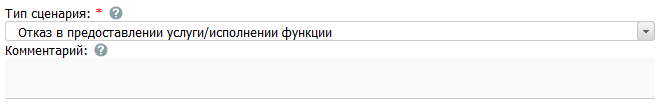 Тип сценария: * ?
Отказ в предоставлении услуги/исполнении функции
Комментарий: ?